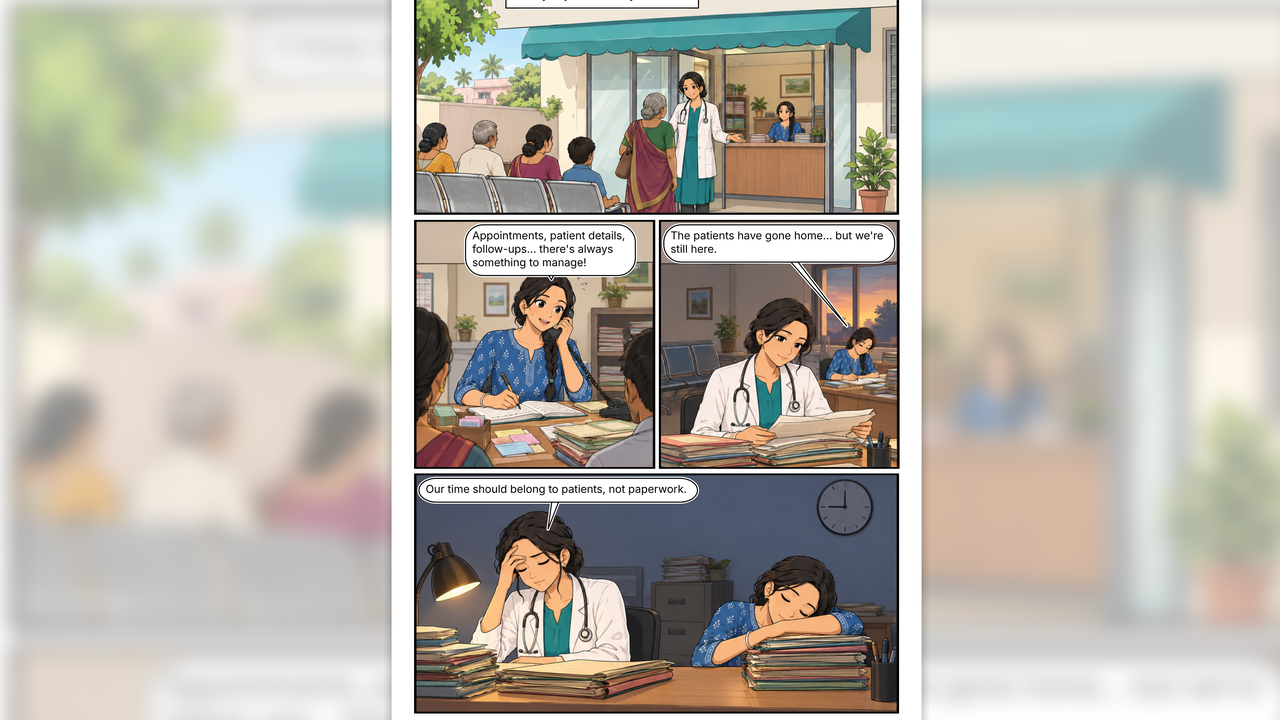 Appointments, patient details,
follow-ups... there's always
something to manage!
The patients have gone home... but we're
still here.
Our time should belong to patients, not paperwork.